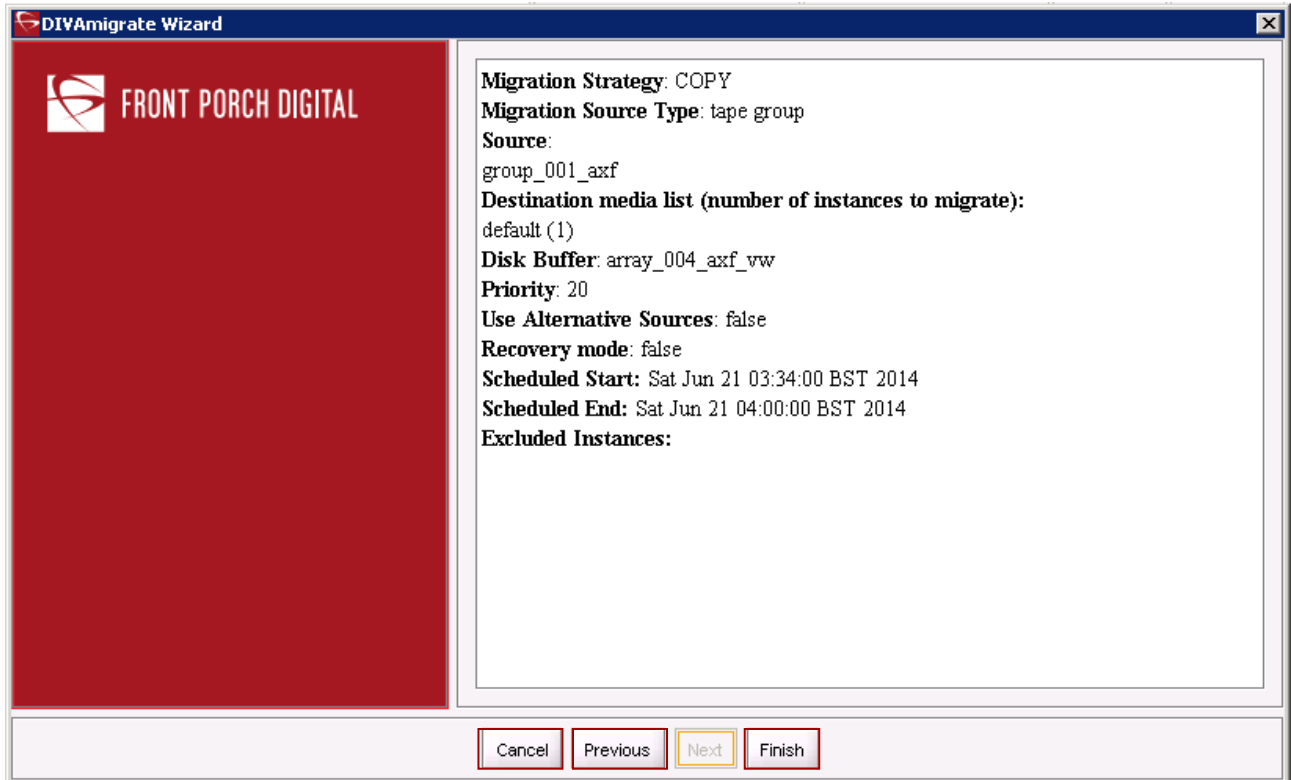 DIVAmigrate Wizard
FRONT PORCH DIGITAL
Migration Strategy: COPY
Migration Source Type: tape group
Source:
group_001_axf
Destination media list (number of instances to migrate):
default (1)
Disk Buffer: array_004_axf_vw
Priority: 20
Use Alternative Sources: false
Recovery mode: false
Scheduled Start: Sat Jun 21 03:34:00 BST 2014
Scheduled End: Sat Jun 21 04:00:00 BST 2014
Excluded Instances:
Cancel Previous Next Finish